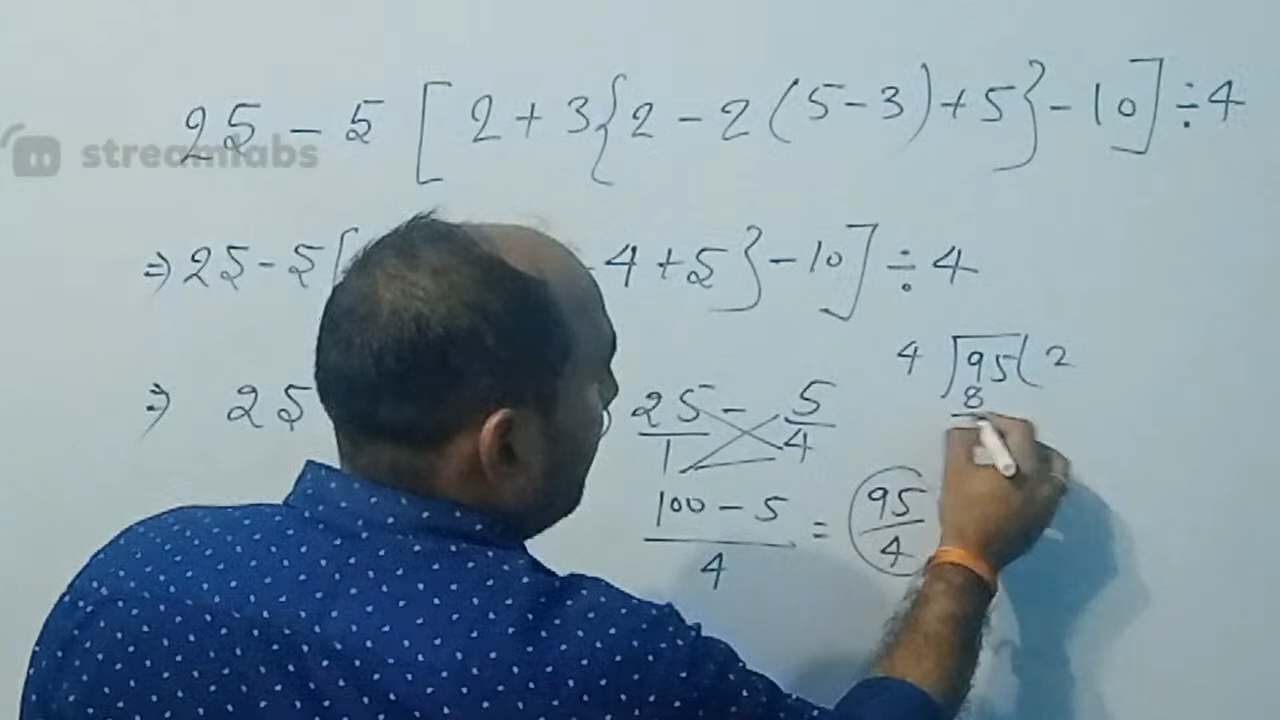 25 - 5 [ 2 + 3 { 2 - 2 ( 5 - 3 ) + 5 } - 10 ] ÷ 4
streamlabs
⇒ 25 - 5 [ - 4 + 5 } - 10 ] ÷ 4
4 ) 95 ( 2
8
⇒ 25
25/1 - 5/4
100 - 5 / 4 = 95/4